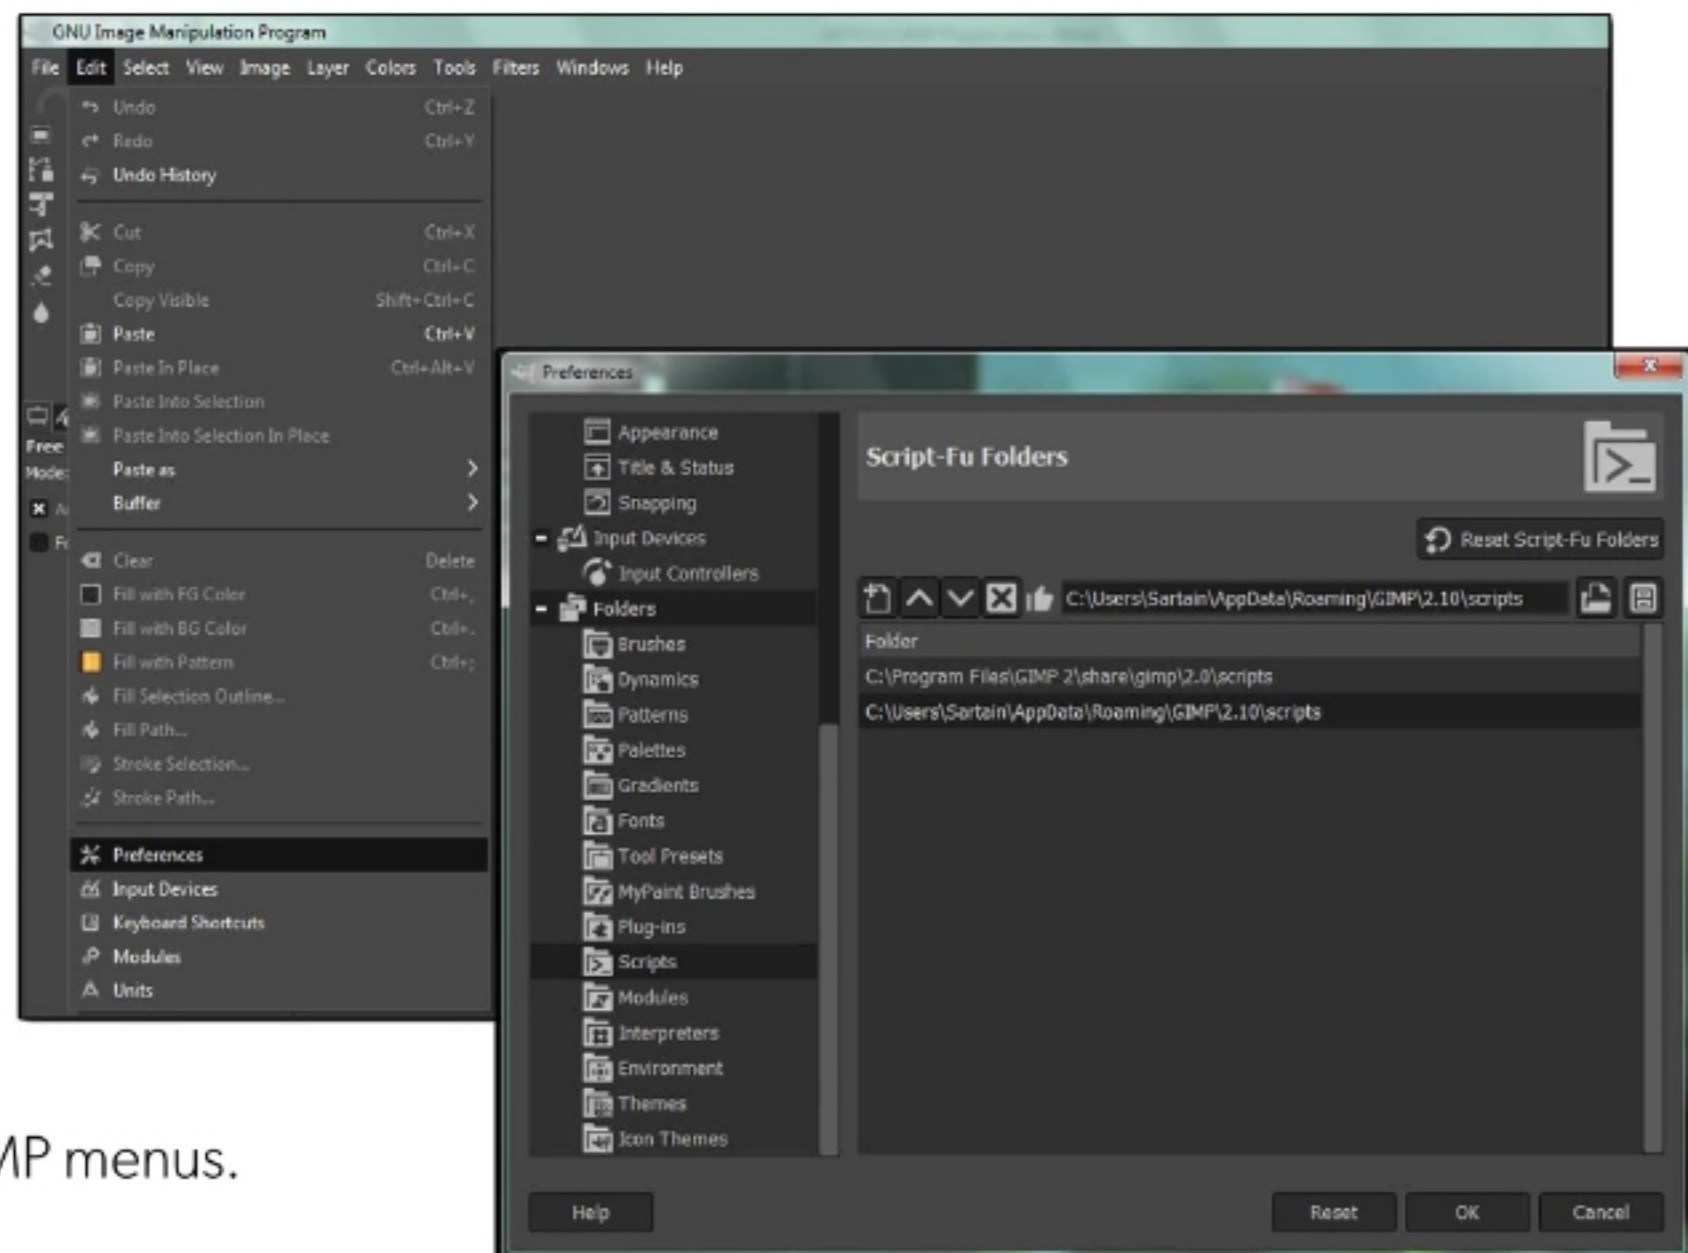 GNU Image Manipulation Program
File Edit Select View Image Layer Colors Tools Filters Windows Help
Undo Ctrl+Z
Redo Ctrl+Y
Undo History
Cut Ctrl+X
Copy Ctrl+C
Copy Visible Shift+Ctrl+C
Paste Ctrl+V
Paste In Place Ctrl+Alt+V
Paste Into Selection
Paste Into Selection In Place
Paste as
Buffer
Clear Delete
Fill with FG Color Ctrl+,
Fill with BG Color Ctrl+.
Fill with Pattern Ctrl+;
Fill Selection Outline...
Fill Path...
Stroke Selection...
Stroke Path...
Preferences
Input Devices
Keyboard Shortcuts
Modules
Units
Free
Mode:
Preferences
Appearance
Title & Status
Snapping
Input Devices
Input Controllers
Folders
Brushes
Dynamics
Patterns
Palettes
Gradients
Fonts
Tool Presets
MyPaint Brushes
Plug-ins
Scripts
Modules
Interpreters
Environment
Themes
Icon Themes
Script-Fu Folders
Reset Script-Fu Folders
C:\Users\Sartain\AppData\Roaming\GIMP\2.10\scripts
Folder
C:\Program Files\GIMP 2\share\gimp\2.0\scripts
C:\Users\Sartain\AppData\Roaming\GIMP\2.10\scripts
Help Reset OK Cancel
MP menus.